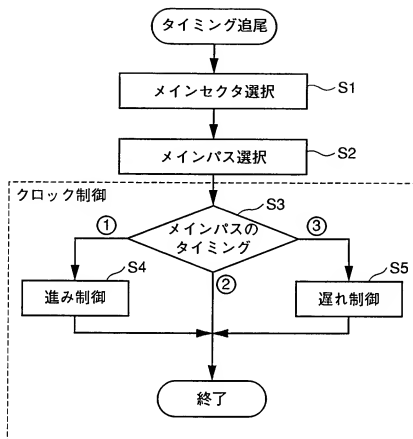 タイミング追尾
メインセクタ選択
S1
メインパス選択
S2
クロック制御
S3
①
メインパスの
タイミング
③
S4
進み制御
②
S5
遅れ制御
終了